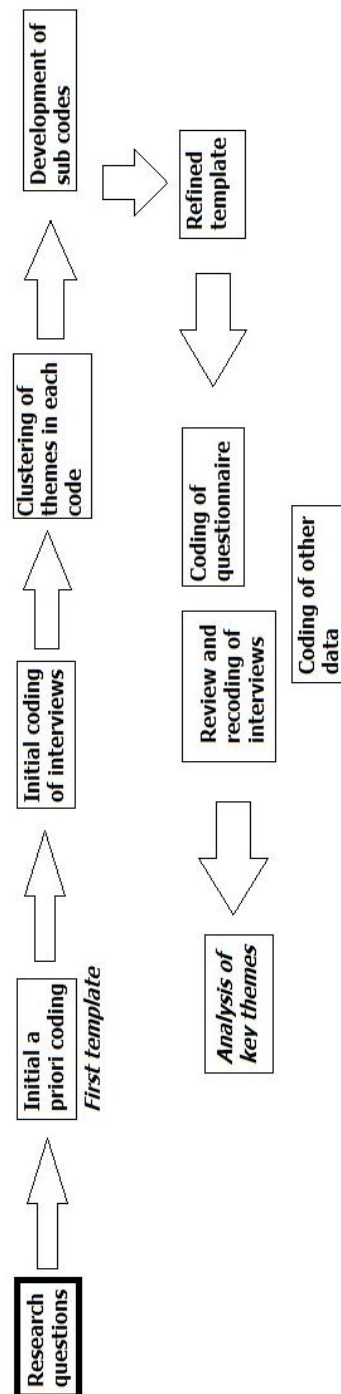 Research
questions
Initial a
priori coding
First template
Initial coding
of interviews
Clustering of
themes in each
code
Development of
sub codes
Refined
template
Coding of
questionnaire
Review and
recoding of
interviews
Coding of other
data
Analysis of
key themes